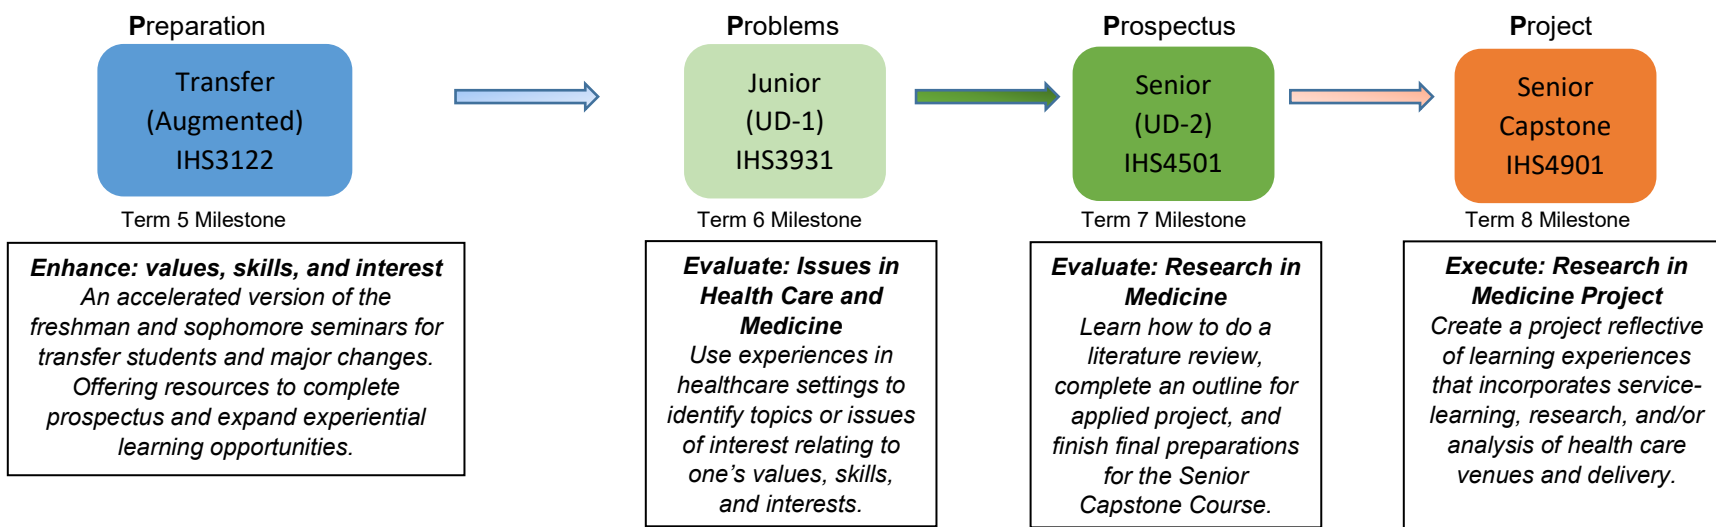 Preparation
Transfer
(Augmented)
IHS3122
Term 5 Milestone
Enhance: values, skills, and interest
An accelerated version of the
freshman and sophomore seminars for
transfer students and major changes.
Offering resources to complete
prospectus and expand experiential
learning opportunities.
Problems
Junior
(UD-1)
IHS3931
Term 6 Milestone
Evaluate: Issues in
Health Care and
Medicine
Use experiences in
healthcare settings to
identify topics or issues
of interest relating to
one’s values, skills,
and interests.
Prospectus
Senior
(UD-2)
IHS4501
Term 7 Milestone
Evaluate: Research in
Medicine
Learn how to do a
literature review,
complete an outline for
applied project, and
finish final preparations
for the Senior
Capstone Course.
Project
Senior
Capstone
IHS4901
Term 8 Milestone
Execute: Research in
Medicine Project
Create a project reflective
of learning experiences
that incorporates service-
learning, research, and/or
analysis of health care
venues and delivery.